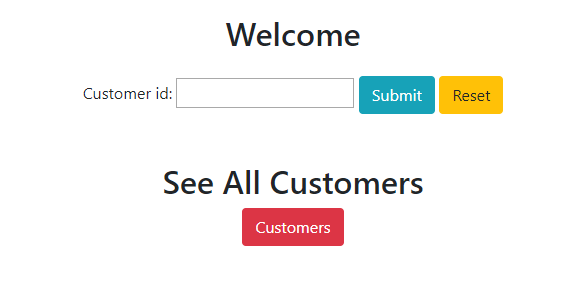 Welcome
Customer id: Submit Reset
See All Customers
Customers